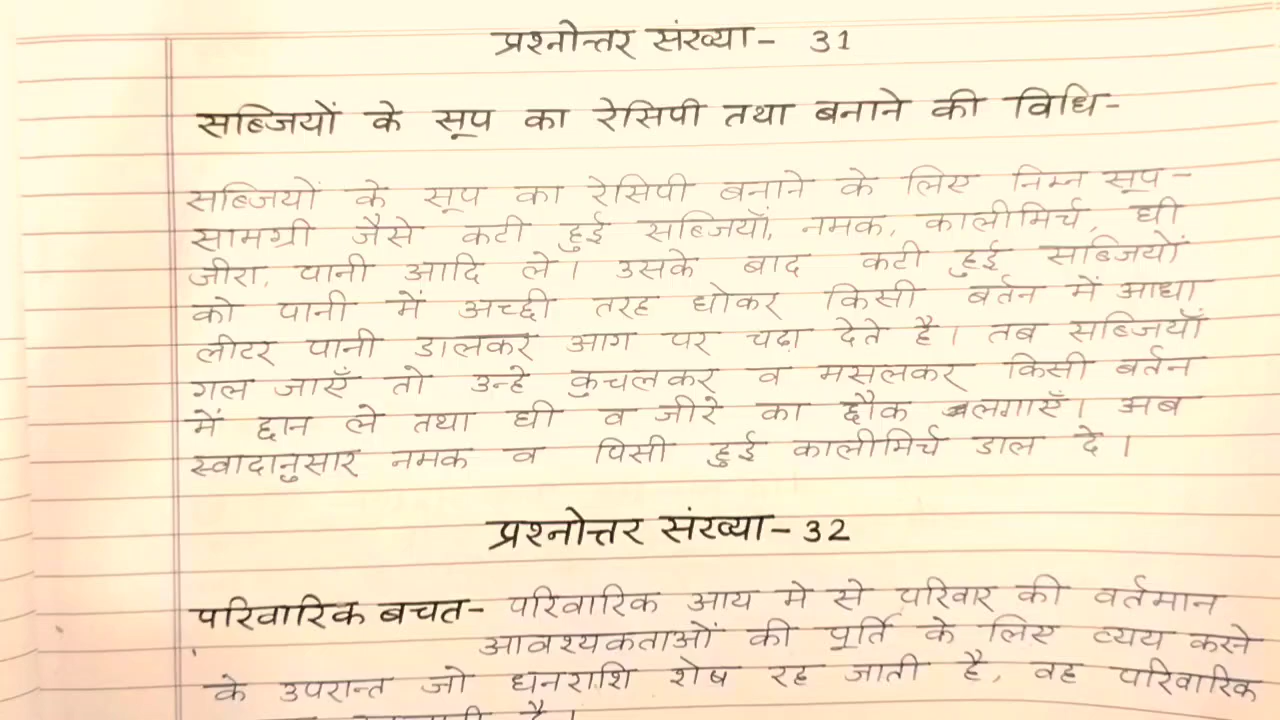 प्रश्नोत्तर संख्या- 31
सब्जियों के सूप का रेसिपी तथा बनाने की विधि-
सब्जियों के सूप का रेसिपी बनाने के लिए निम्न सूप-
सामग्री जैसे कटी हुई सब्जियाँ, नमक, कालीमिर्च, घी
जीरा, पानी आदि ले। उसके बाद कटी हुई सब्जियों
को पानी में अच्छी तरह धोकर किसी बर्तन में आधा
लीटर पानी डालकर आग पर चढ़ा देते है। तब सब्जियाँ
गल जाएँ तो उन्हे कुचलकर व मसलकर किसी बर्तन
में छान ले तथा घी व जीरे का छौक लगाएँ। अब
स्वादानुसार नमक व पिसी हुई कालीमिर्च डाल दे।
प्रश्नोत्तर संख्या- 32
परिवारिक बचत- परिवारिक आय मे से परिवार की वर्तमान
आवश्यकताओं की पूर्ति के लिए व्यय करने
के उपरान्त जो धनराशि शेष रह जाती है, वह परिवारिक
है।